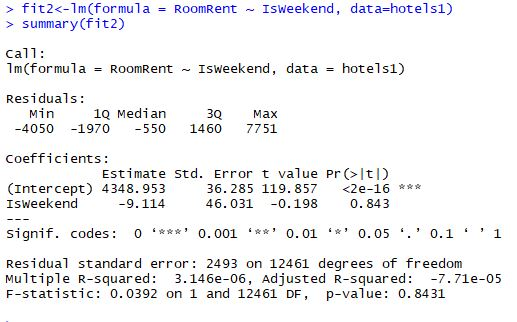 > fit2<-lm(formula = RoomRent ~ IsWeekend, data=hotels1)
> summary(fit2)
Call:
lm(formula = RoomRent ~ IsWeekend, data = hotels1)
Residuals:
Min 1Q Median 3Q Max
-4050 -1970 -550 1460 7751
Coefficients:
Estimate Std. Error t value Pr(>|t|)
(Intercept) 4348.953 36.285 119.857 <2e-16 ***
IsWeekend -9.114 46.031 -0.198 0.843
---
Signif. codes: 0 ‘***’ 0.001 ‘**’ 0.01 ‘*’ 0.05 ‘.’ 0.1 ‘ ’ 1
Residual standard error: 2493 on 12461 degrees of freedom
Multiple R-squared: 3.146e-06, Adjusted R-squared: -7.71e-05
F-statistic: 0.0392 on 1 and 12461 DF, p-value: 0.8431